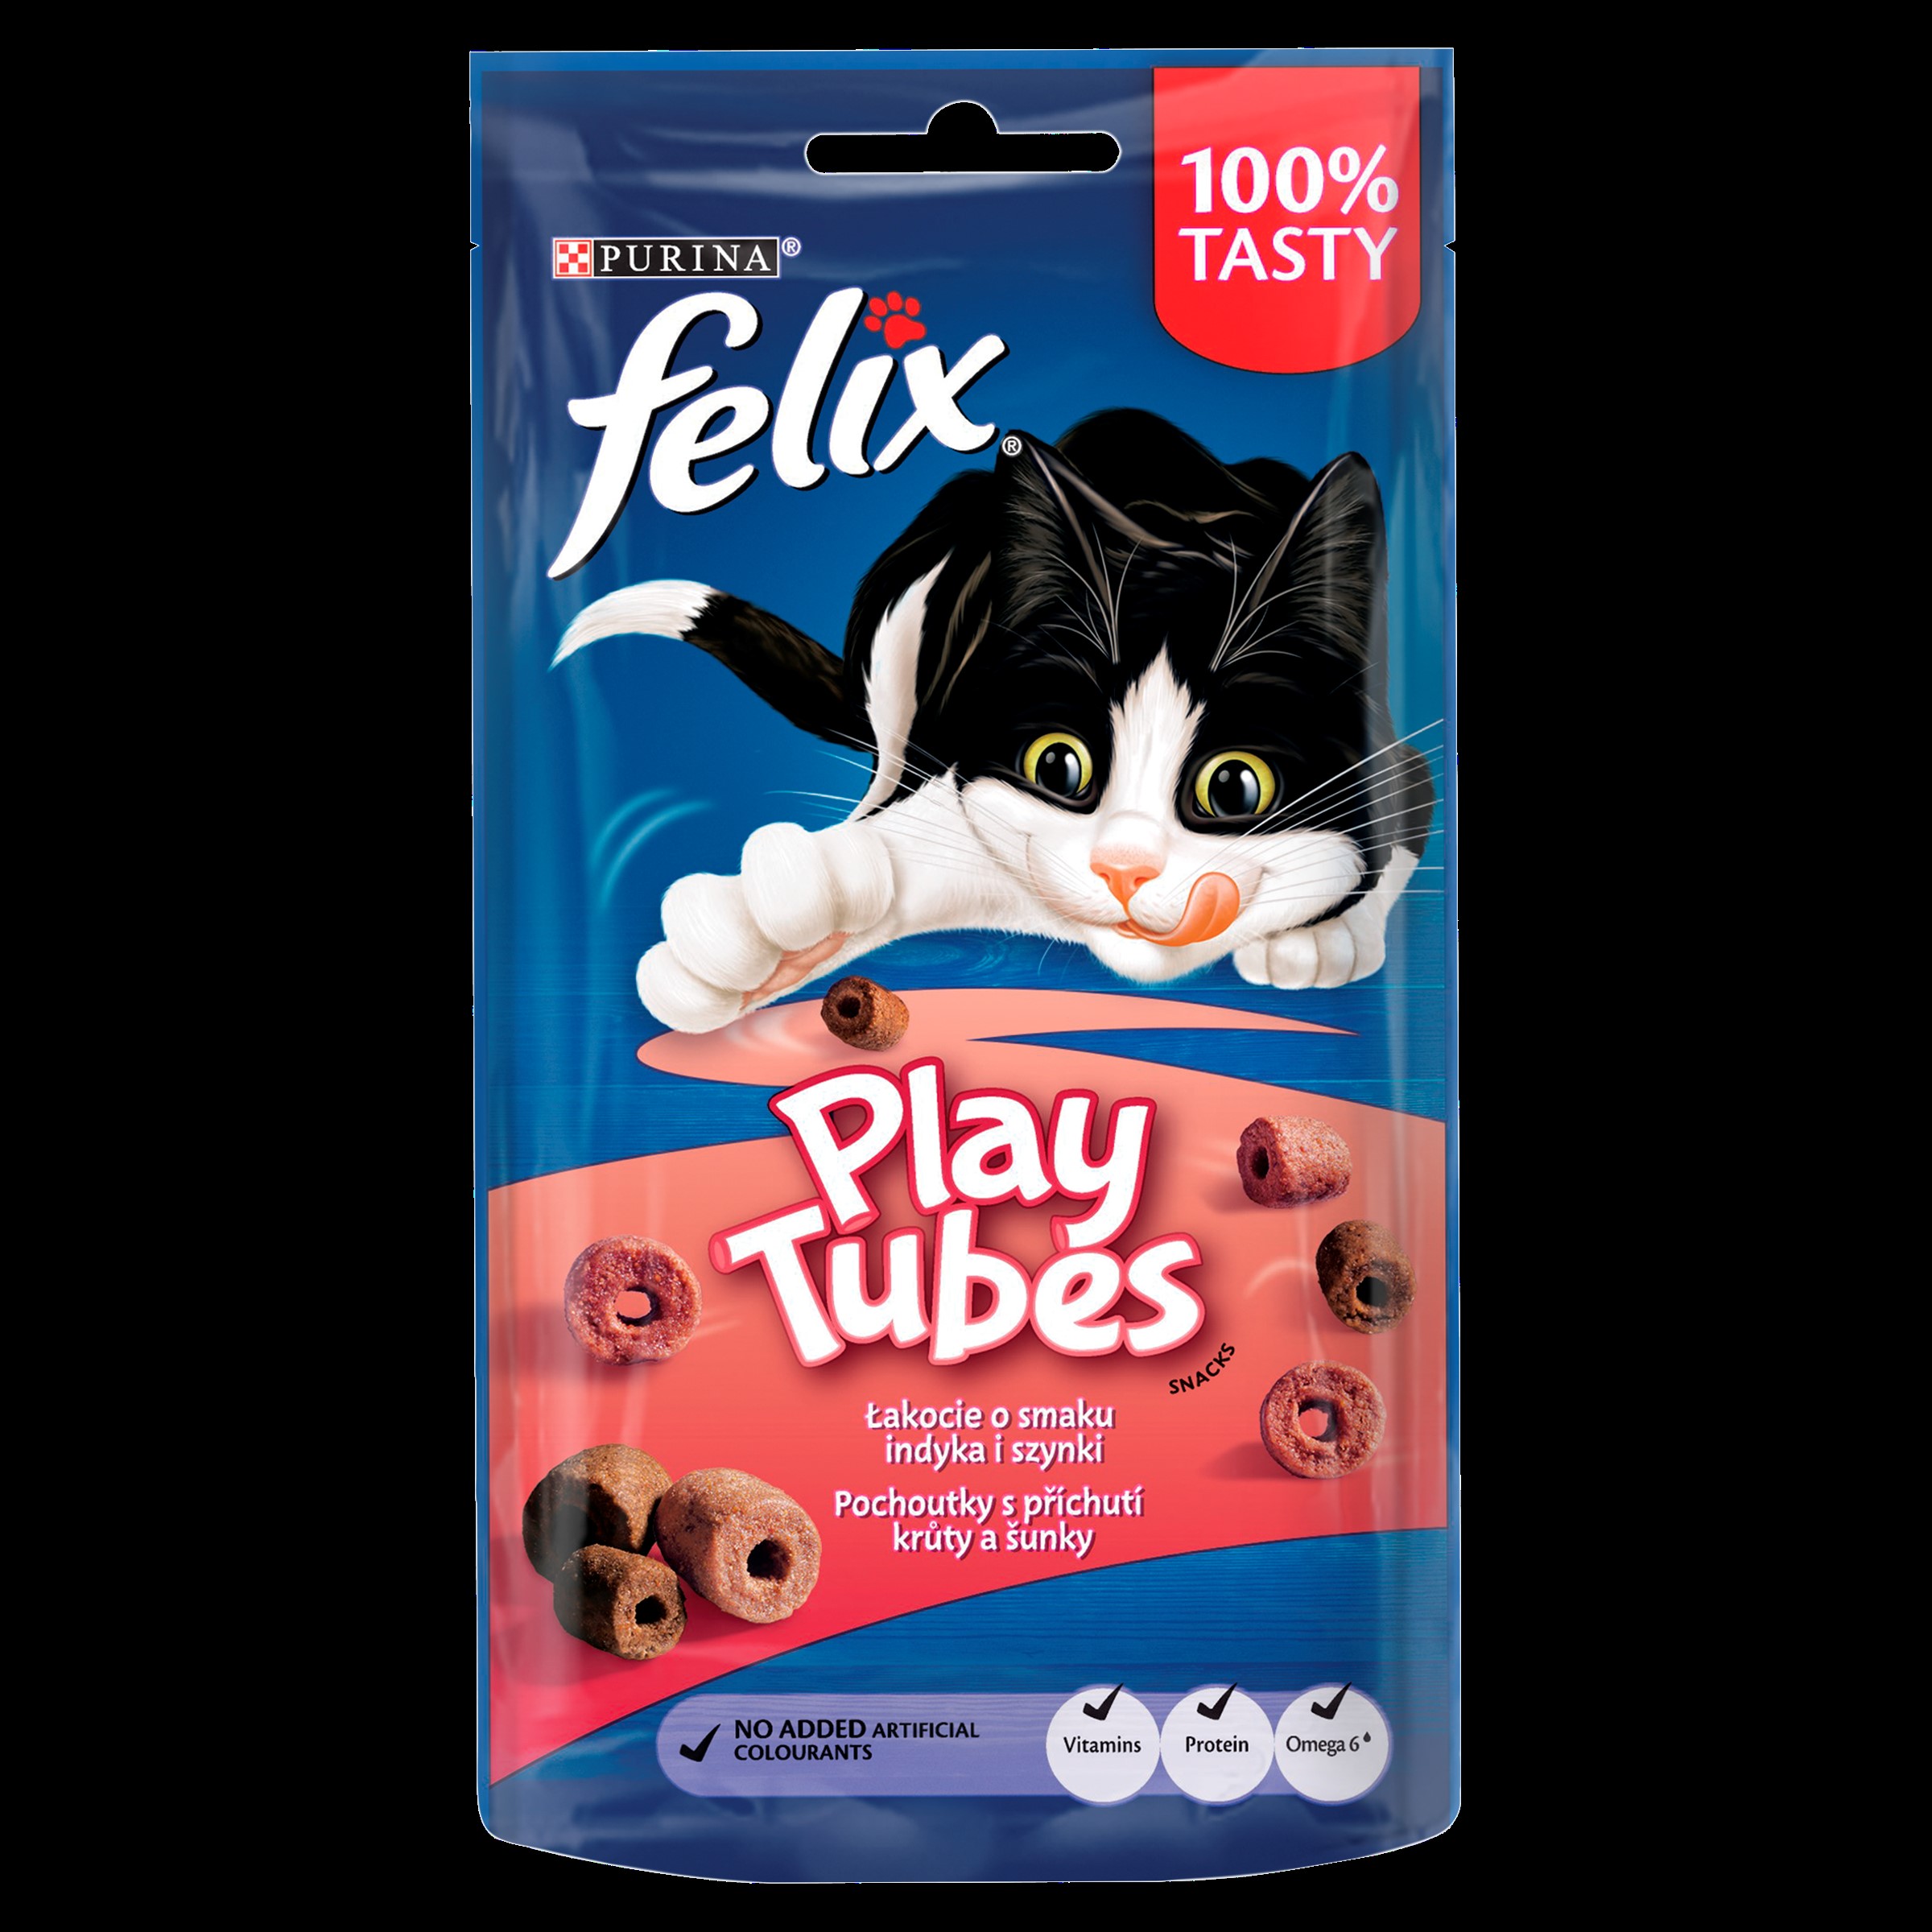 100%
TASTY
PURINA®
felix®
Play
Tubes
SNACKS
Łakocie o smaku
indyka i szynki
Pochoutky s příchutí
krůty a šunky
NO ADDED ARTIFICIAL
COLOURANTS
Vitamins
Protein
Omega 6